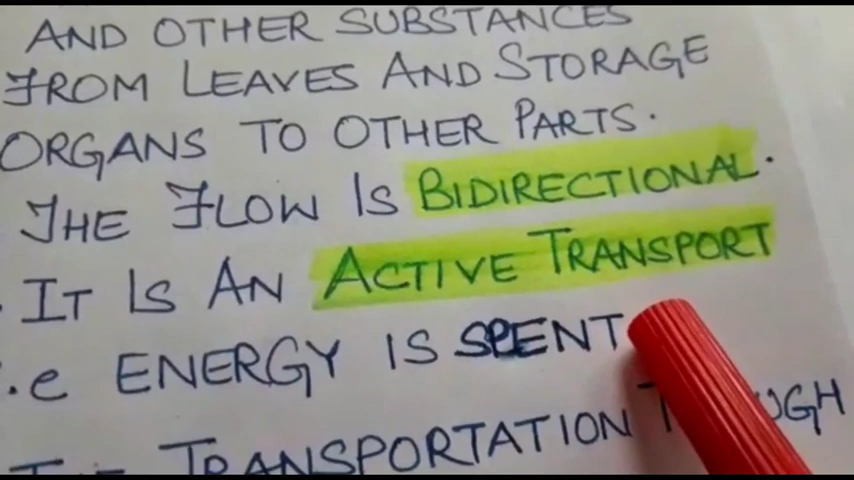 AND OTHER SUBSTANCES
FROM LEAVES AND STORAGE
ORGANS TO OTHER PARTS.
THE FLOW IS BIDIRECTIONAL.
. IT IS AN ACTIVE TRANSPORT
.e ENERGY IS SPENT
TRANSPORTATION